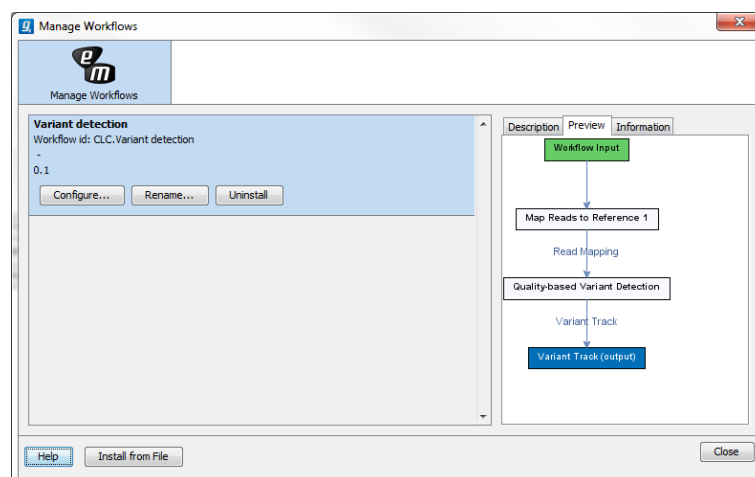 Manage Workflows
Manage Workflows
Variant detection
Workflow id: CLC.Variant detection
-
0.1
Configure... Rename... Uninstall
Description Preview Information
Workflow Input
Map Reads to Reference 1
Read Mapping
Quality-based Variant Detection
Variant Track
Variant Track (output)
Help Install from File Close